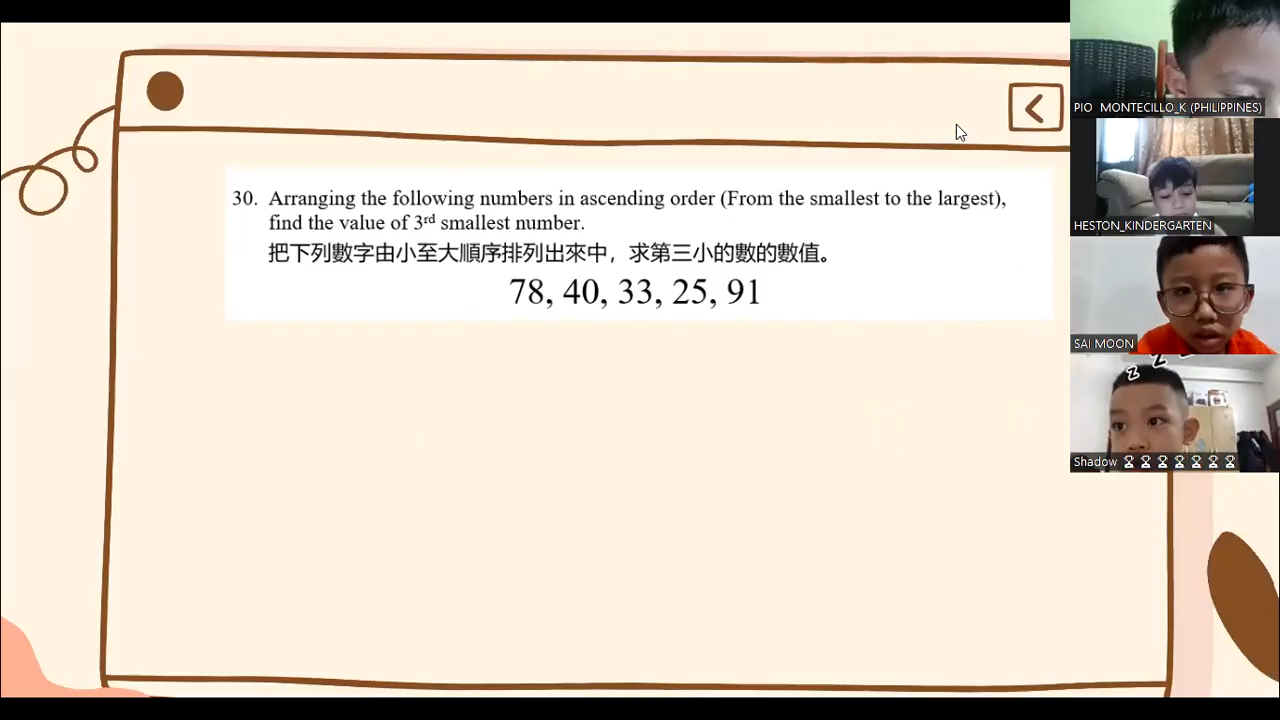 30. Arranging the following numbers in ascending order (From the smallest to the largest),
find the value of 3rd smallest number.
把下列數字由小至大順序排列出來中，求第三小的數的數值。
78, 40, 33, 25, 91
PIO MONTECILLO_K (PHILIPPINES)
HESTON_KINDERGARTEN
SAI MOON
z z z
Shadow